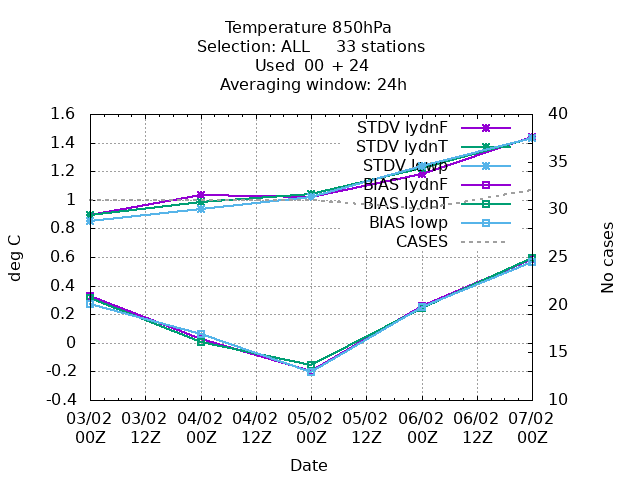 Temperature 850hPa
Selection: ALL 33 stations
Used 00 + 24
Averaging window: 24h
STDV lydnF
STDV lydnT
STDV lowp
BIAS lydnF
BIAS lydnT
BIAS lowp
CASES
1.6
1.4
1.2
1
0.8
0.6
0.4
0.2
0
-0.2
-0.4
deg C
40
35
30
25
20
15
10
No cases
03/02 03/02 04/02 04/02 05/02 05/02 06/02 06/02 07/02
00Z 12Z 00Z 12Z 00Z 12Z 00Z 12Z 00Z
Date